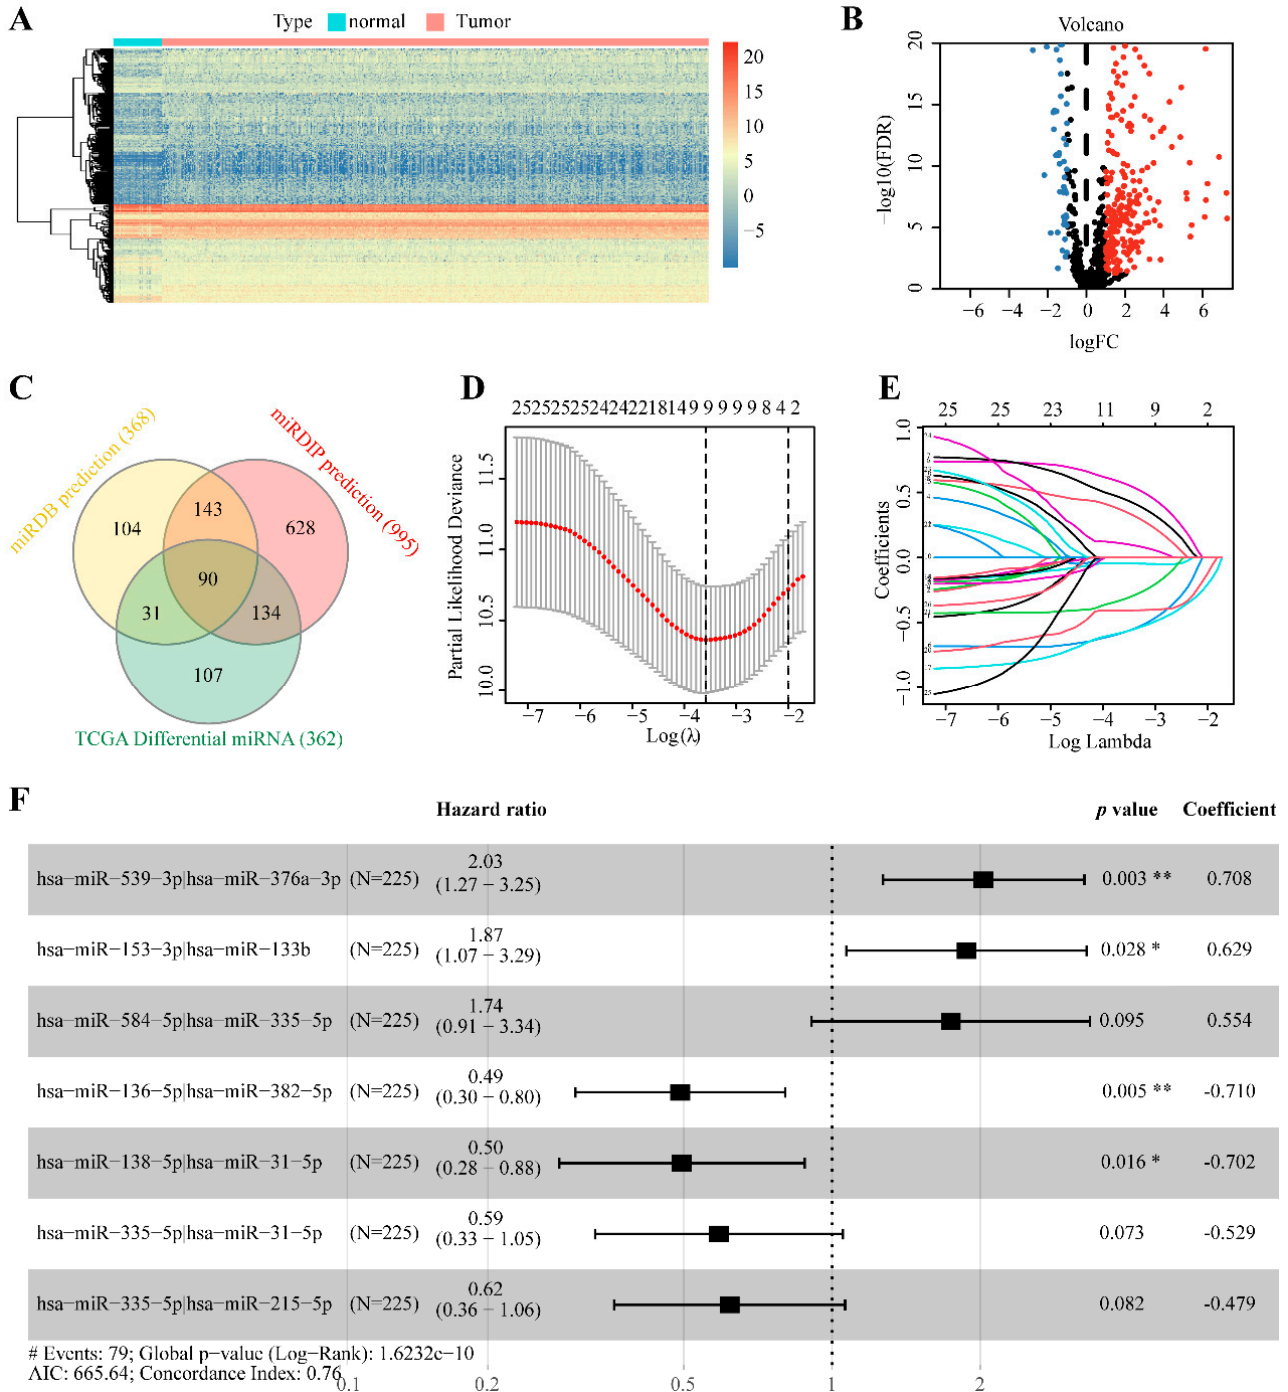 A
Type normal Tumor
20
15
10
5
0
−5
B
Volcano
−log10(FDR)
20
15
10
5
0
−6 −4 −2 0 2 4 6
logFC
C
miRDB prediction (368)
miRDIP prediction (995)
104
143
628
90
31
134
107
TCGA Differential miRNA (362)
D
25252525252424221814 9 9 9 9 9 8 4 2
Partial Likelihood Deviance
11.5
11.0
10.5
10.0
−7 −6 −5 −4 −3 −2
Log(λ)
E
25 25 23 11 9 2
Coefficients
1.0
0.5
0.0
−0.5
−1.0
−7 −6 −5 −4 −3 −2
Log Lambda
F
Hazard ratio p value Coefficient
hsa−miR−539−3p|hsa−miR−376a−3p (N=225) 2.03 (1.27 − 3.25) 0.003 ** 0.708
hsa−miR−153−3p|hsa−miR−133b (N=225) 1.87 (1.07 − 3.29) 0.028 * 0.629
hsa−miR−584−5p|hsa−miR−335−5p (N=225) 1.74 (0.91 − 3.34) 0.095 0.554
hsa−miR−136−5p|hsa−miR−382−5p (N=225) 0.49 (0.30 − 0.80) 0.005 ** -0.710
hsa−miR−138−5p|hsa−miR−31−5p (N=225) 0.50 (0.28 − 0.88) 0.016 * -0.702
hsa−miR−335−5p|hsa−miR−31−5p (N=225) 0.59 (0.33 − 1.05) 0.073 -0.529
hsa−miR−335−5p|hsa−miR−215−5p (N=225) 0.62 (0.36 − 1.06) 0.082 -0.479
# Events: 79; Global p−value (Log−Rank): 1.6232e−10
AIC: 665.64; Concordance Index: 0.76
0.1 0.2 0.5 1 2